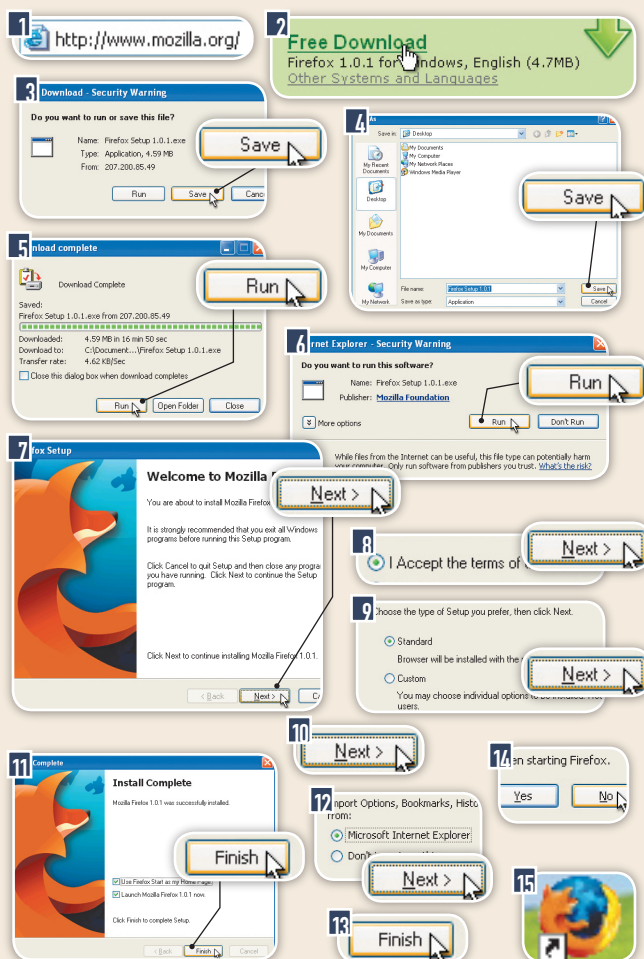 1
http://www.mozilla.org/
2
Free Download
Firefox 1.0.1 for Windows, English (4.7MB)
Other Systems and Languages
3
Download - Security Warning
Do you want to run or save this file?
Name: Firefox Setup 1.0.1.exe
Type: Application, 4.59 MB
From: 207.200.85.49
Run Save Canc
Save
4
As
Save in: Desktop
My Recent Documents
Desktop
My Documents
My Computer
My Network
My Documents
My Computer
My Network Places
Windows Media Player
Save
File name: Firefox Setup 1.0.1 Save
Save as type: Application Cancel
5
nload complete
Download Complete
Run
Saved:
Firefox Setup 1.0.1.exe from 207.200.85.49
Downloaded: 4.59 MB in 16 min 50 sec
Download to: C:\Document...\Firefox Setup 1.0.1.exe
Transfer rate: 4.62 KB/Sec
Close this dialog box when download completes
Run Open Folder Close
6
rnet Explorer - Security Warning
Do you want to run this software?
Name: Firefox Setup 1.0.1.exe
Publisher: Mozilla Foundation
Run
More options Run Don't Run
While files from the Internet can be useful, this file type can potentially harm
your computer. Only run software from publishers you trust. What's the risk?
7
fox Setup
Welcome to Mozilla
Next >
You are about to install Mozilla Firefox
It is strongly recommended that you exit all Windows
programs before running this Setup program.
Click Cancel to quit Setup and then close any progra
you have running. Click Next to continue the Setup
program.
Click Next to continue installing Mozilla Firefox 1.0.1.
< Back Next > Ca
8
I Accept the terms of
Next >
9
Choose the type of Setup you prefer, then click Next.
Standard
Browser will be installed with the
Custom
You may choose individual options to be installed.
users.
Next >
10
Next >
11
Complete
Install Complete
Mozilla Firefox 1.0.1 was successfully installed.
Finish
Use Firefox Start as my Home Page.
Launch Mozilla Firefox 1.0.1 now.
Click Finish to complete Setup.
< Back Finish Cancel
12
mport Options, Bookmarks, Histo
from:
Microsoft Internet Explorer
Don't
Next >
13
Finish
14
en starting Firefox.
Yes No
15